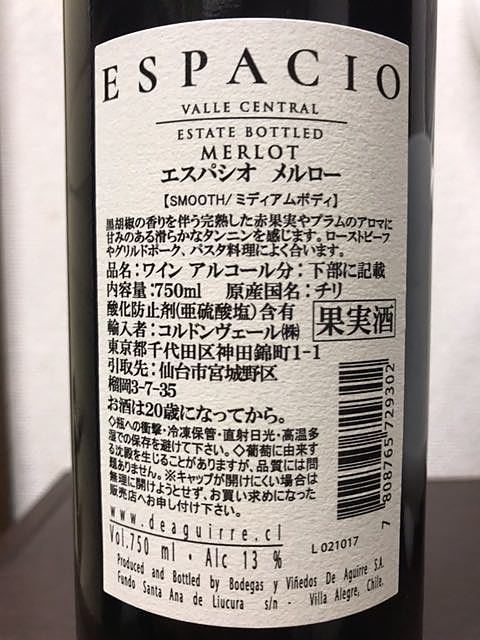 ESPACIO
VALLE CENTRAL
ESTATE BOTTLED
MERLOT
エスパシオ メルロー
【SMOOTH/ミディアムボディ】
黒胡椒の香りを伴う完熟した赤果実やプラムのアロマに
甘みのある滑らかなタンニンを感じます。ローストビーフ
やグリルドポーク、パスタ料理によく合います。
品名:ワイン アルコール分:下部に記載
内容量:750ml 原産国名:チリ
酸化防止剤(亜硫酸塩)含有
輸入者:コルドンヴェール㈱
果実酒
東京都千代田区神田錦町1-1
引取先:仙台市宮城野区
榴岡3-7-35
お酒は20歳になってから。
◇瓶への衝撃・冷凍保管・直射日光・高温多
湿での保存を避けて下さい。◇葡萄に由来す
る沈殿を生じることがありますが、品質には問
題ありません。※キャップが開けにくい場合は
無理に開けようとせず、お買い求めになった
販売店へお申し付け下さい。
7 808765 729302
www.deaguirre.cl
Vol.750 ml · Alc 13 %
L 021017
Produced and Bottled by Bodegas y Viñedos De Aguirre S.A.
Fundo Santa Ana de Liucura s/n - Villa Alegre, Chile.